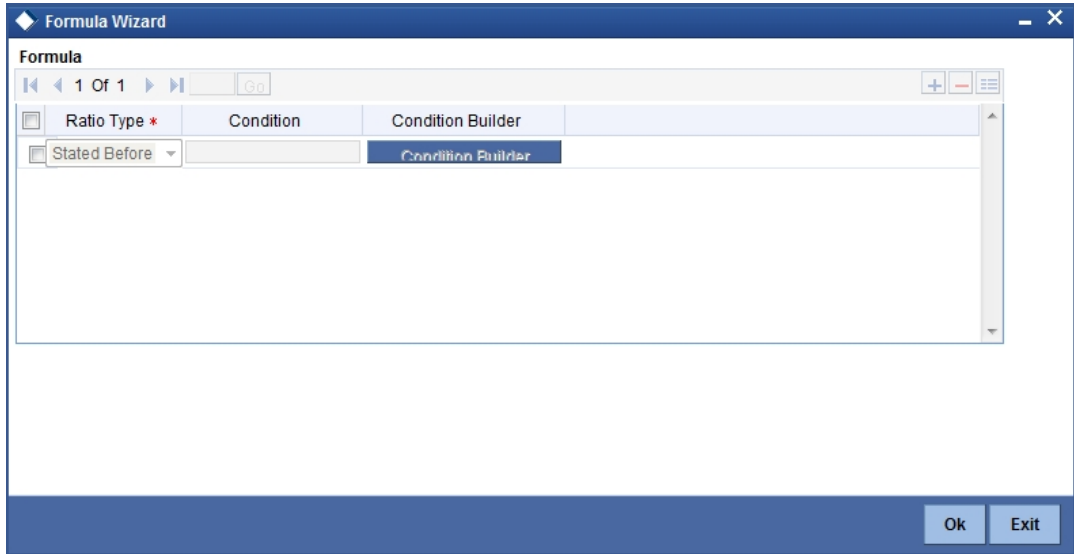 Formula Wizard
Formula
1 Of 1 Go
Ratio Type * Condition Condition Builder
Stated Before Condition Builder
Ok Exit